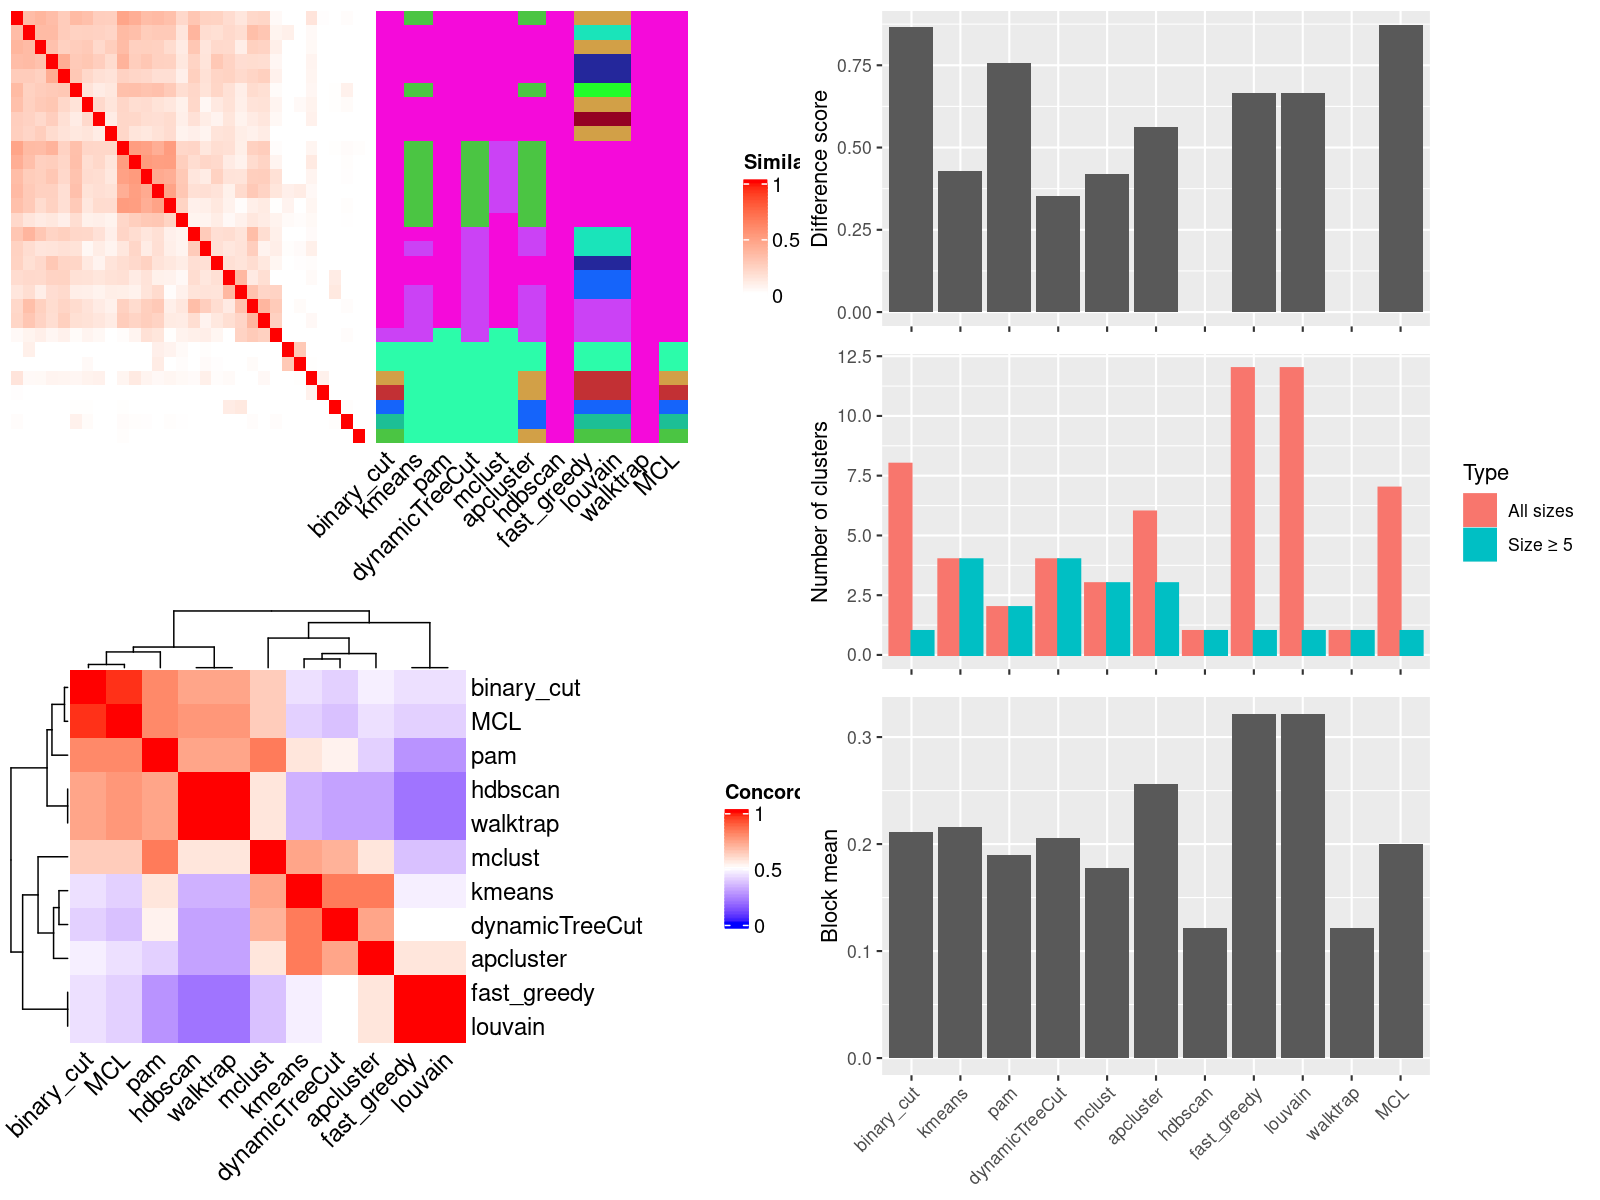 Simila
1
0.5
0
binary_cut
kmeans
pam
dynamicTreeCut
mclust
apcluster
hdbscan
fast_greedy
louvain
walktrap
MCL
binary_cut
MCL
pam
hdbscan
walktrap
mclust
kmeans
dynamicTreeCut
apcluster
fast_greedy
louvain
binary_cut
MCL
pam
hdbscan
walktrap
mclust
kmeans
dynamicTreeCut
apcluster
fast_greedy
louvain
Concord
1
0.5
0
Difference score
0.75
0.50
0.25
0.00
Number of clusters
12.5
10.0
7.5
5.0
2.5
0.0
Type
All sizes
Size ≥ 5
Block mean
0.3
0.2
0.1
0.0
binary_cut
kmeans
pam
dynamicTreeCut
mclust
apcluster
hdbscan
fast_greedy
louvain
walktrap
MCL